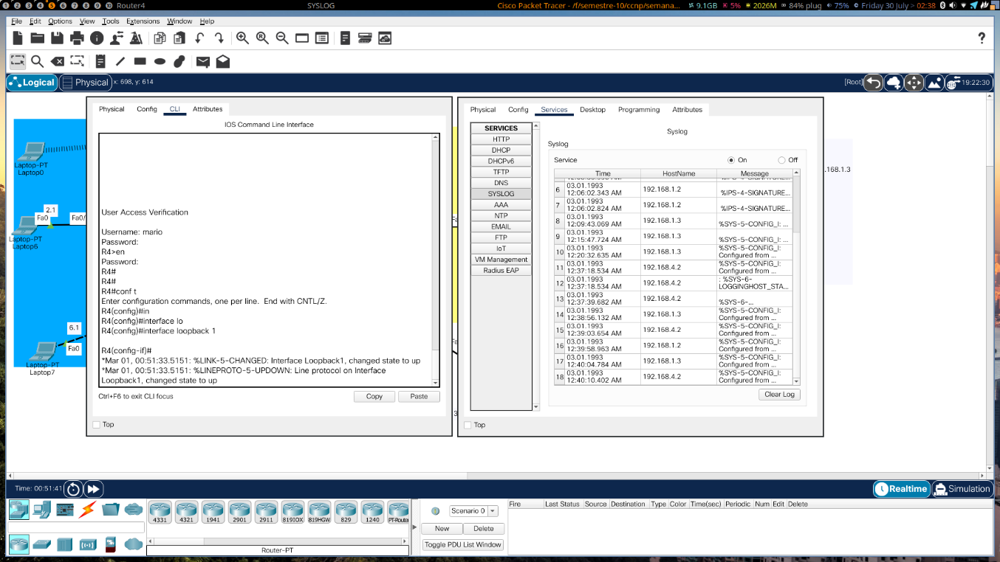 1 2 3 4 5 6 7 8 9 10 Router4
SYSLOG
Cisco Packet Tracer - /f/semestre-10/ccnp/semana...
9.1GB 5% 2026M 84% plug 75% Friday 30 July > 02:38
File Edit Options View Tools Extensions Window Help
?
Logical Physical x: 698, y: 614
[Root] 19:22:30
Laptop-PT
Laptop0
2.1
Fa0 Fa0/
Laptop-PT
Laptop6
6.1
Fa0
Laptop-PT
Laptop7
Physical Config CLI Attributes
IOS Command Line Interface
User Access Verification
Username: mario
Password:
R4>en
Password:
R4#
R4#
R4#conf t
Enter configuration commands, one per line. End with CNTL/Z.
R4(config)#in
R4(config)#interface lo
R4(config)#interface loopback 1
R4(config-if)#
*Mar 01, 00:51:33.5151: %LINK-5-CHANGED: Interface Loopback1, changed state to up
*Mar 01, 00:51:33.5151: %LINEPROTO-5-UPDOWN: Line protocol on Interface
Loopback1, changed state to up
Ctrl+F6 to exit CLI focus
Copy Paste
Top
Physical Config Services Desktop Programming Attributes
SERVICES
HTTP
DHCP
DHCPv6
TFTP
DNS
SYSLOG
AAA
NTP
EMAIL
FTP
IoT
VM Management
Radius EAP
Syslog
Syslog
Service On Off
Time HostName Message
6 03.01.1993 12:06:02.343 AM 192.168.1.2 %IPS-4-SIGNATURE...
7 03.01.1993 12:06:02.824 AM 192.168.1.2 %IPS-4-SIGNATURE...
8 03.01.1993 12:09:43.069 AM 192.168.1.3 %SYS-5-CONFIG_I: ...
9 03.01.1993 12:15:47.724 AM 192.168.1.3 %SYS-5-CONFIG_I: ...
10 03.01.1993 12:20:32.635 AM 192.168.1.3 %SYS-5-CONFIG_I: Configured from ...
11 03.01.1993 12:37:18.534 AM 192.168.4.2 %SYS-5-CONFIG_I: Configured from ...
12 03.01.1993 12:37:18.534 AM 192.168.4.2 : %SYS-6-LOGGINGHOST_STA...
13 03.01.1993 12:37:39.682 AM 192.168.4.2 %SYS-6-...
14 03.01.1993 12:38:56.132 AM 192.168.1.3 %SYS-5-CONFIG_I: Configured from ...
15 03.01.1993 12:39:03.654 AM 192.168.4.2 %SYS-5-CONFIG_I: Configured from ...
16 03.01.1993 12:39:58.963 AM 192.168.1.2 %SYS-5-CONFIG_I: Configured from ...
17 03.01.1993 12:40:04.784 AM 192.168.1.3 %SYS-5-CONFIG_I: Configured from ...
18 03.01.1993 12:40:10.402 AM 192.168.4.2 %SYS-5-CONFIG_I: Configured from ...
Clear Log
Top
.168.1.3
Time: 00:51:41
Realtime Simulation
4331 4321 1941 2901 2911 819IOX 819HGW 829 1240 PT-Router
Router-PT
Scenario 0
New Delete
Toggle PDU List Window
Fire Last Status Source Destination Type Color Time(sec) Periodic Num Edit Delete